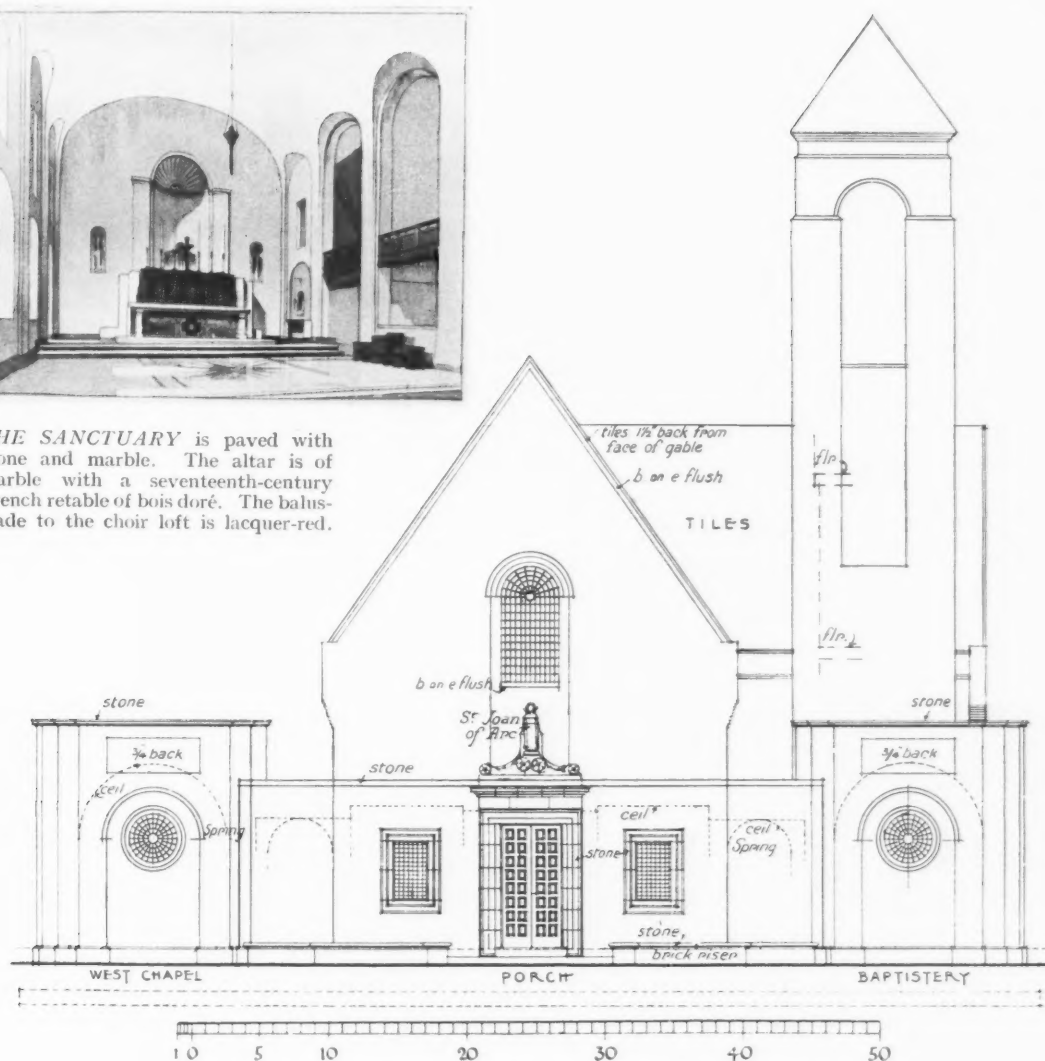 HE SANCTUARY is paved with
one and marble. The altar is of
arble with a seventeenth-century
ench retable of bois doré. The balus-
ade to the choir loft is lacquer-red.
tiles 1½" back from
face of gable
b on e flush
TILES
flr.
flr.
b on e flush
St Joan
of Arc
stone
stone
stone
¾ back
¾" back
ceil
Spring
ceil
ceil
Spring
stone
stone
brick riser
WEST CHAPEL PORCH BAPTISTERY
1 0 5 10 20 30 40 50